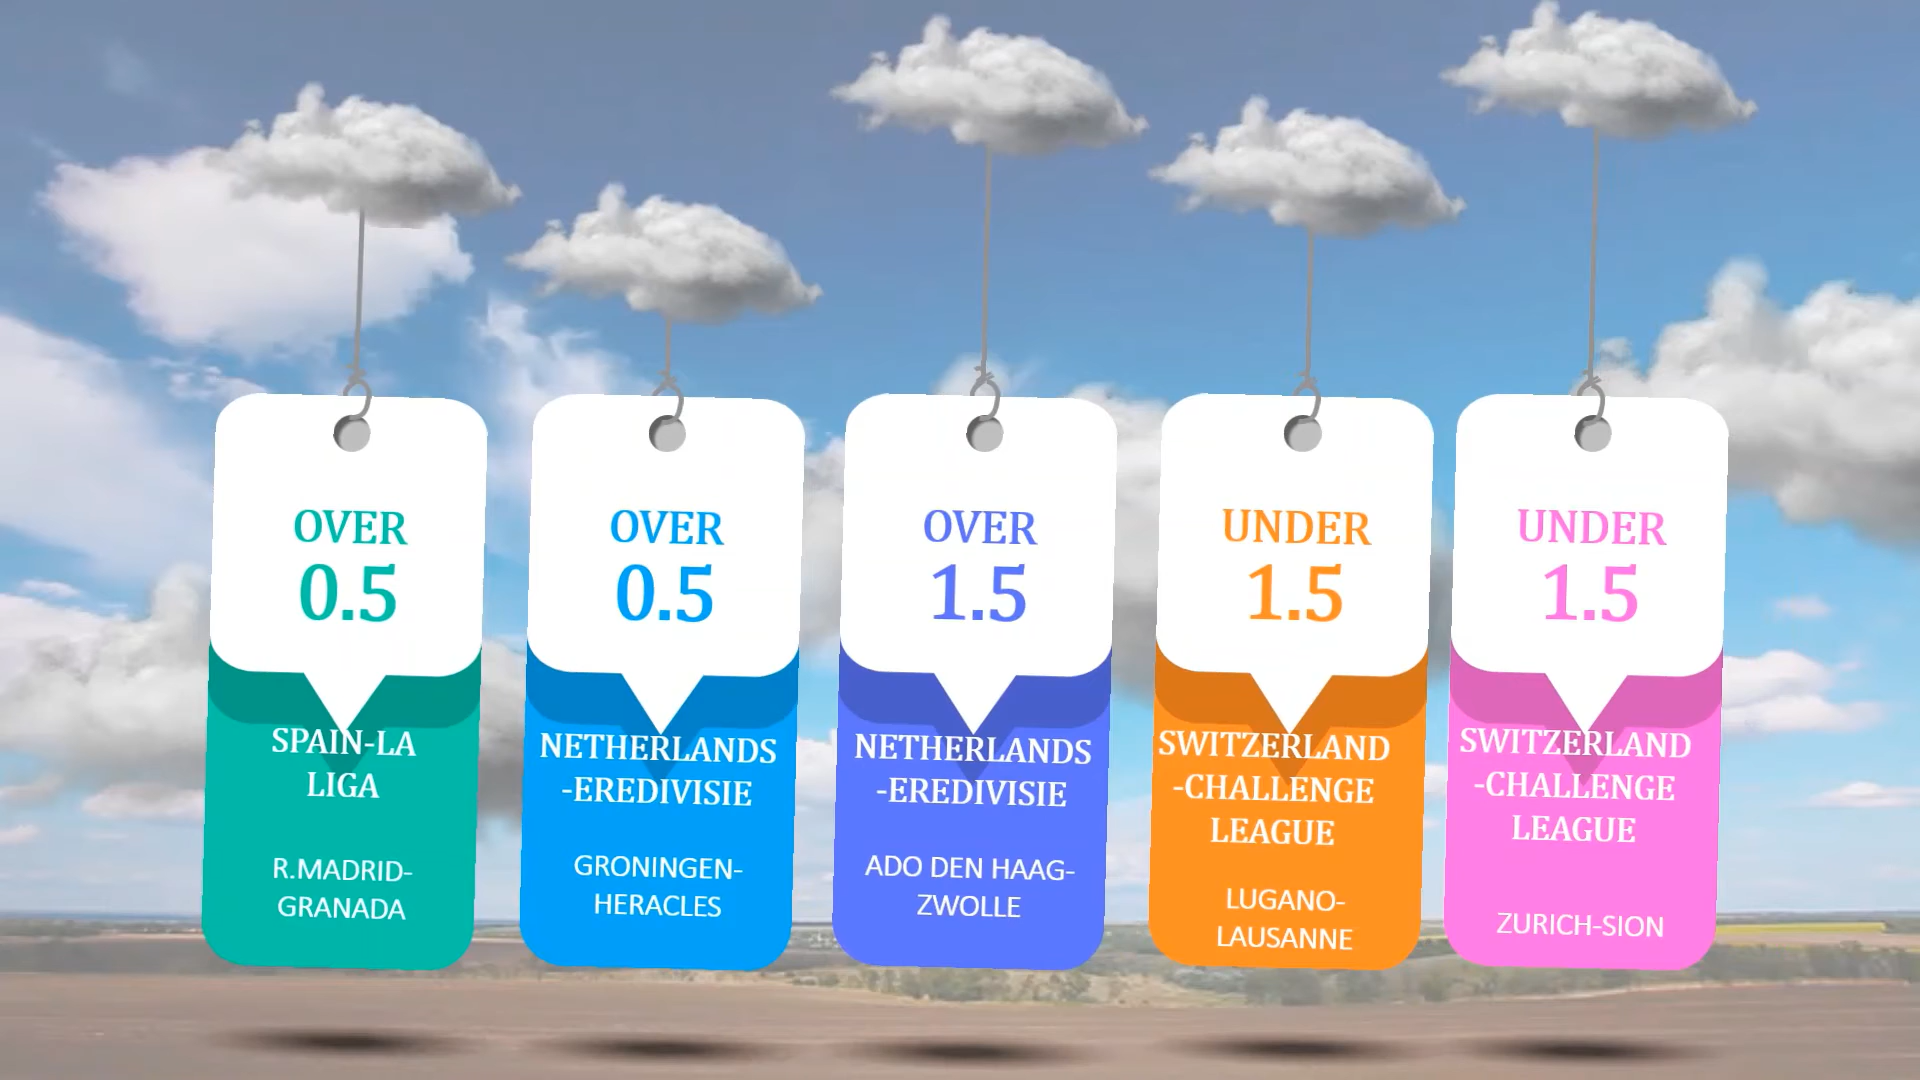 OVER
0.5
SPAIN-LA
LIGA
R.MADRID-
GRANADA
OVER
0.5
NETHERLANDS
-EREDIVISIE
GRONINGEN-
HERACLES
OVER
1.5
NETHERLANDS
-EREDIVISIE
ADO DEN HAAG-
ZWOLLE
UNDER
1.5
SWITZERLAND
-CHALLENGE
LEAGUE
LUGANO-
LAUSANNE
UNDER
1.5
SWITZERLAND
-CHALLENGE
LEAGUE
ZURICH-SION